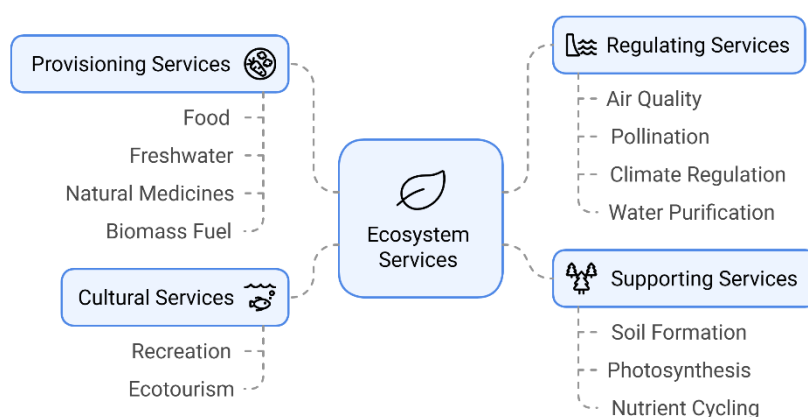 Provisioning Services
Food
Freshwater
Natural Medicines
Biomass Fuel
Cultural Services
Recreation
Ecotourism
Ecosystem
Services
Regulating Services
Air Quality
Pollination
Climate Regulation
Water Purification
Supporting Services
Soil Formation
Photosynthesis
Nutrient Cycling